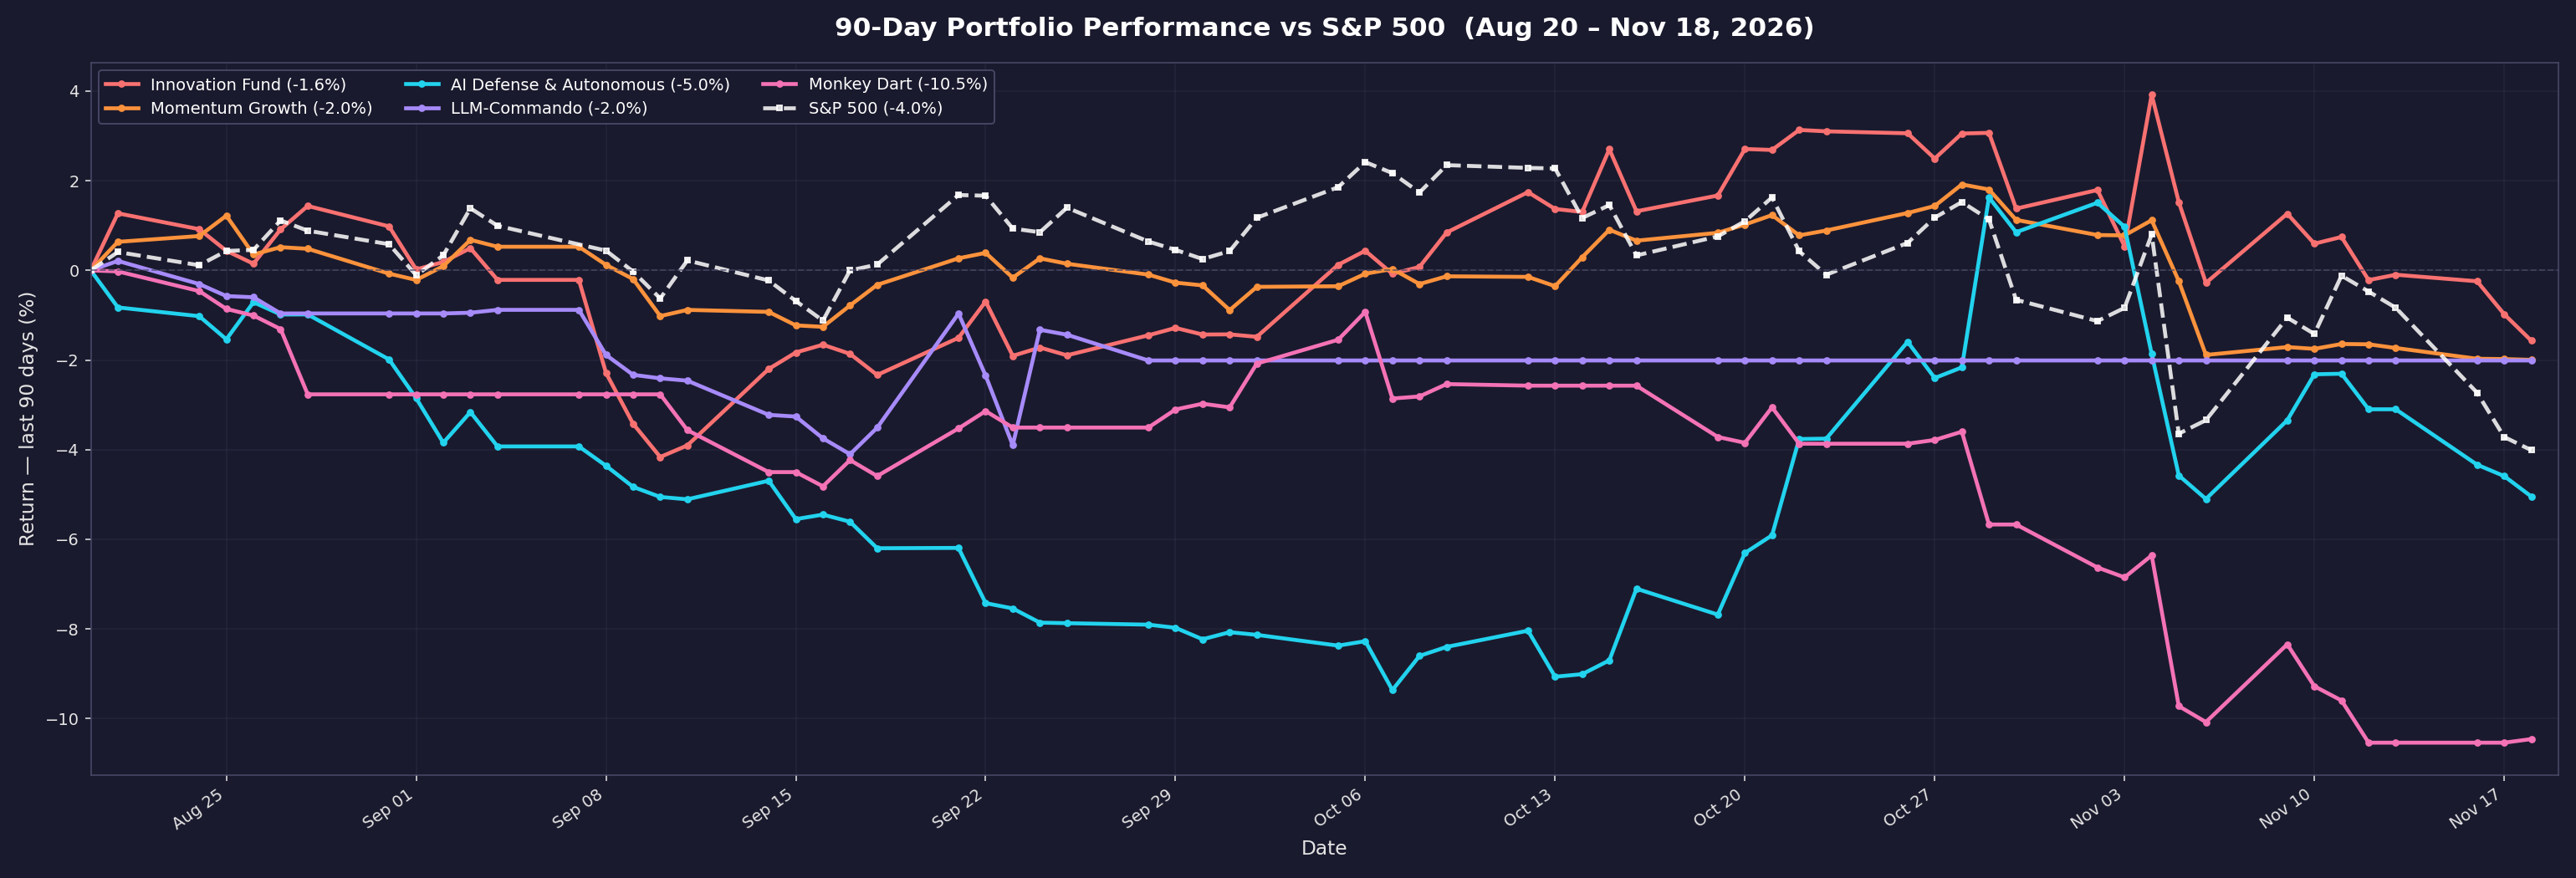 90-Day Portfolio Performance vs S&P 500  (Aug 20 – Nov 18, 2026)
Innovation Fund (-1.6%)
Momentum Growth (-2.0%)
AI Defense & Autonomous (-5.0%)
LLM-Commando (-2.0%)
Monkey Dart (-10.5%)
S&P 500 (-4.0%)
Return — last 90 days (%)
4
2
0
−2
−4
−6
−8
−10
Aug 25
Sep 01
Sep 08
Sep 15
Sep 22
Sep 29
Oct 06
Oct 13
Oct 20
Oct 27
Nov 03
Nov 10
Nov 17
Date